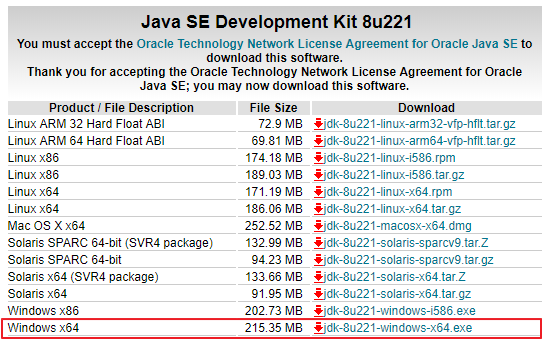 Java SE Development Kit 8u221
You must accept the Oracle Technology Network License Agreement for Oracle Java SE to
download this software.
Thank you for accepting the Oracle Technology Network License Agreement for Oracle
Java SE; you may now download this software.
Product / File Description File Size Download
Linux ARM 32 Hard Float ABI 72.9 MB jdk-8u221-linux-arm32-vfp-hflt.tar.gz
Linux ARM 64 Hard Float ABI 69.81 MB jdk-8u221-linux-arm64-vfp-hflt.tar.gz
Linux x86 174.18 MB jdk-8u221-linux-i586.rpm
Linux x86 189.03 MB jdk-8u221-linux-i586.tar.gz
Linux x64 171.19 MB jdk-8u221-linux-x64.rpm
Linux x64 186.06 MB jdk-8u221-linux-x64.tar.gz
Mac OS X x64 252.52 MB jdk-8u221-macosx-x64.dmg
Solaris SPARC 64-bit (SVR4 package) 132.99 MB jdk-8u221-solaris-sparcv9.tar.Z
Solaris SPARC 64-bit 94.23 MB jdk-8u221-solaris-sparcv9.tar.gz
Solaris x64 (SVR4 package) 133.66 MB jdk-8u221-solaris-x64.tar.Z
Solaris x64 91.95 MB jdk-8u221-solaris-x64.tar.gz
Windows x86 202.73 MB jdk-8u221-windows-i586.exe
Windows x64 215.35 MB jdk-8u221-windows-x64.exe